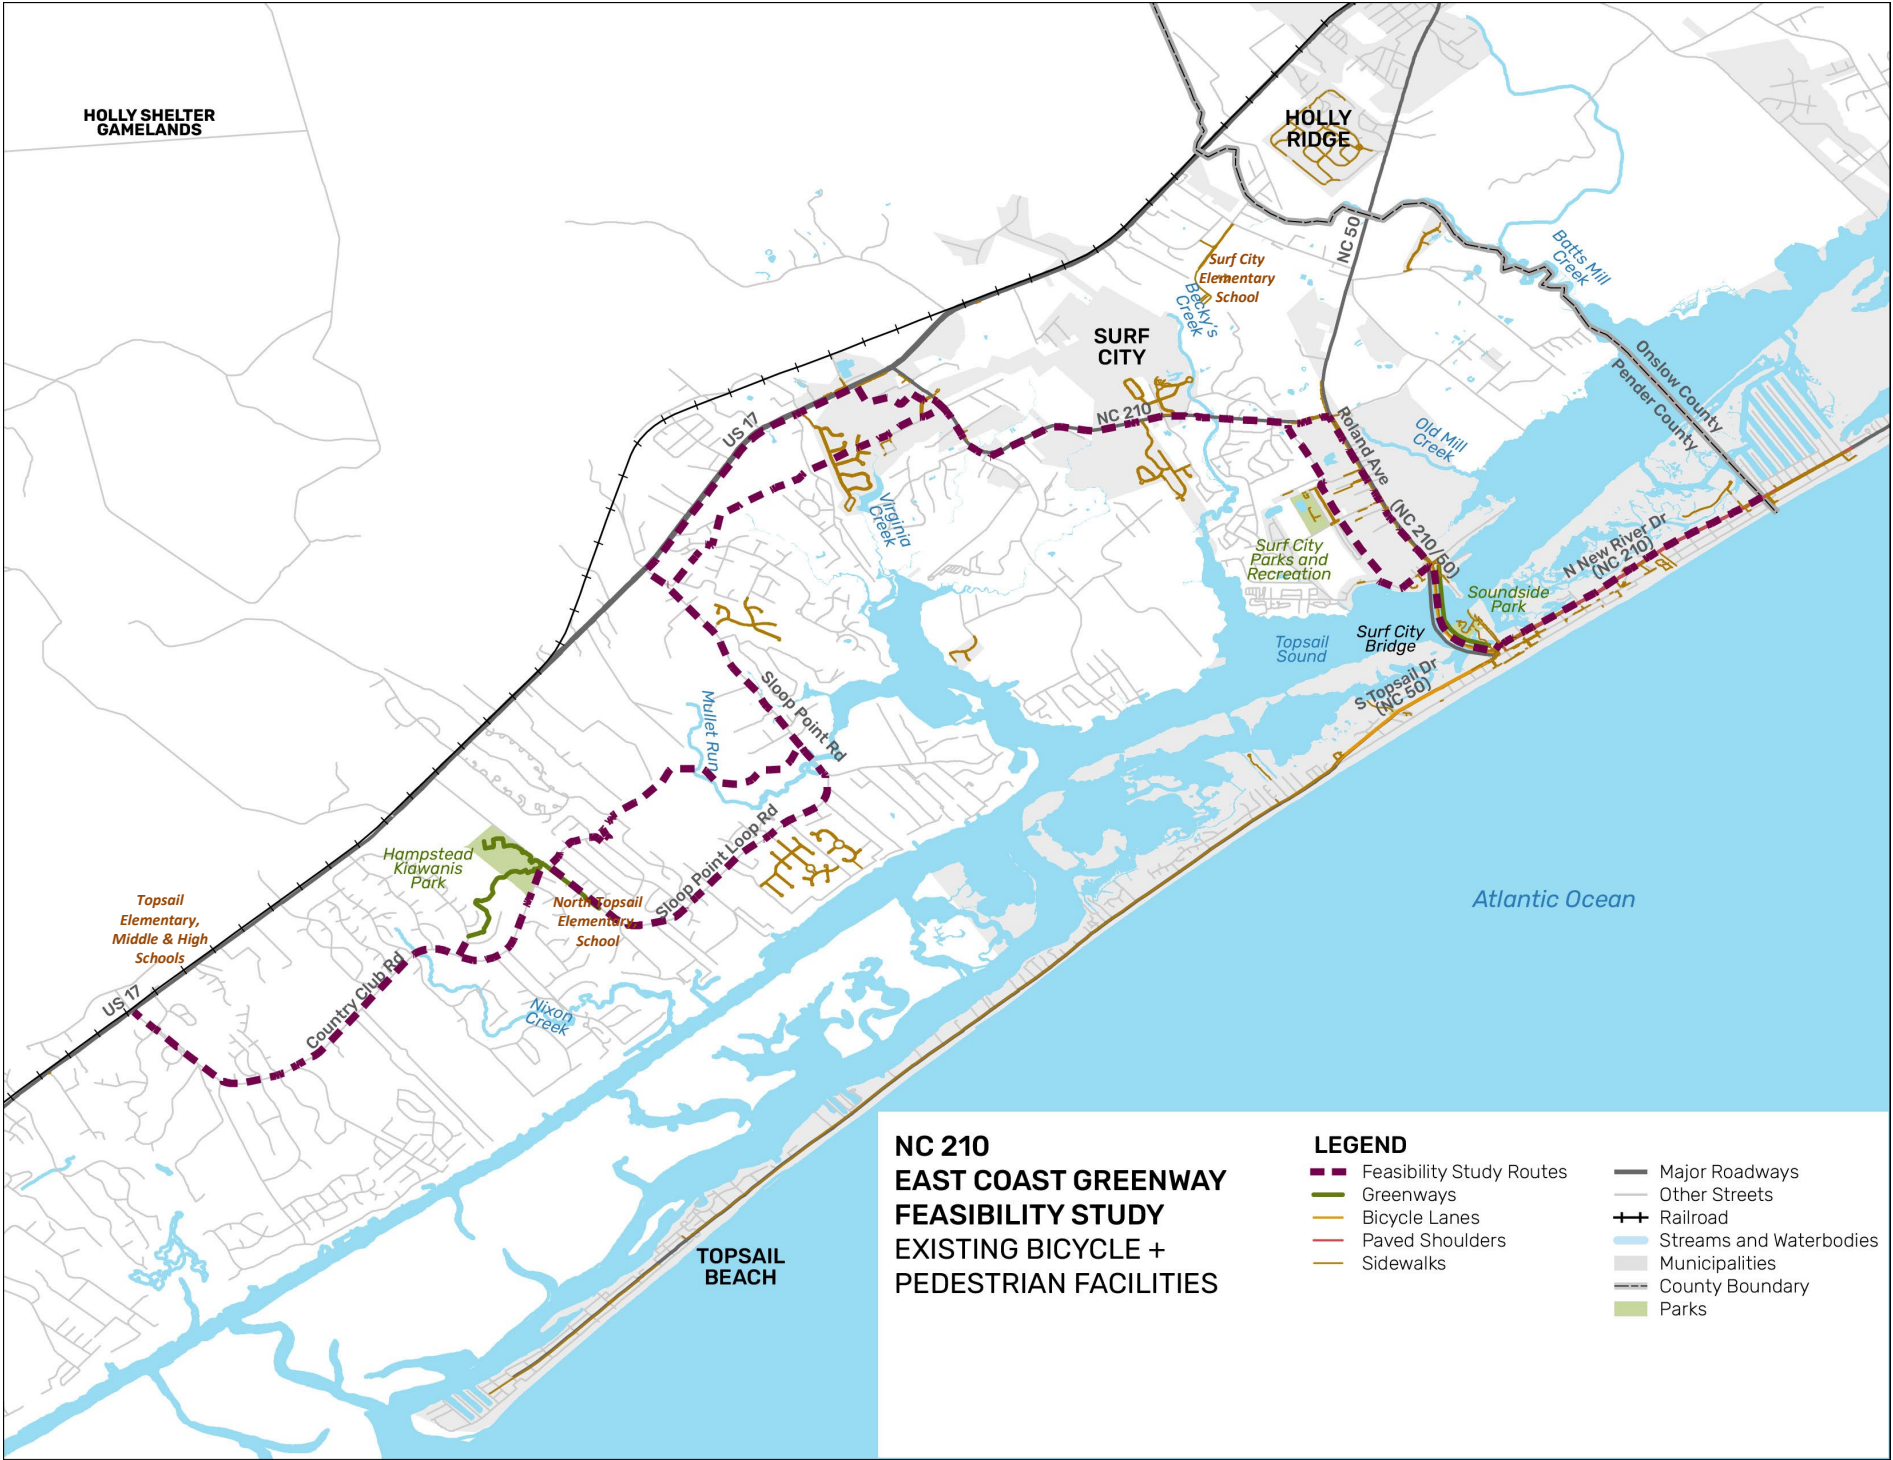 HOLLY SHELTER
GAMELANDS
HOLLY
RIDGE
NC 50
Surf City
Elementary
School
Becky's
Creek
Batts Mill
Creek
SURF
CITY
Onslow County
Pender County
US 17
NC 210
Roland Ave
(NC 210/50)
Old Mill
Creek
Virginia
Creek
Surf City
Parks and
Recreation
N New River Dr
(NC 210)
Soundside
Park
Topsail
Sound
Surf City
Bridge
S Topsail Dr
(NC 50)
Sloop Point Rd
Mullet Run
Sloop Point Loop Rd
Hampstead
Kiawanis
Park
Topsail
Elementary,
Middle & High
Schools
North Topsail
Elementary
School
US 17
Country Club Rd
Nixon
Creek
Atlantic Ocean
TOPSAIL
BEACH
NC 210
EAST COAST GREENWAY
FEASIBILITY STUDY
EXISTING BICYCLE +
PEDESTRIAN FACILITIES
LEGEND
Feasibility Study Routes
Greenways
Bicycle Lanes
Paved Shoulders
Sidewalks
Major Roadways
Other Streets
Railroad
Streams and Waterbodies
Municipalities
County Boundary
Parks